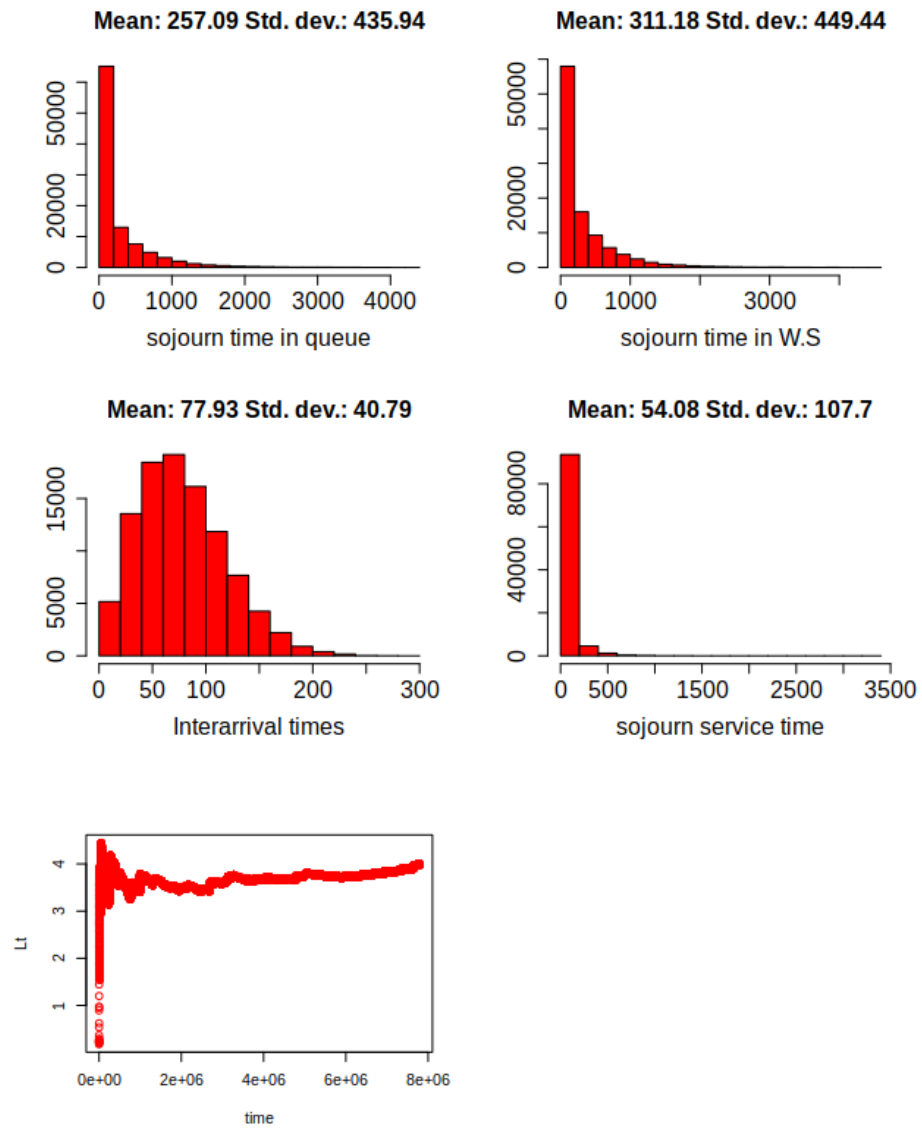 Mean: 257.09 Std. dev.: 435.94
0 20000 50000
0 1000 2000 3000 4000
sojourn time in queue
Mean: 311.18 Std. dev.: 449.44
0 20000 50000
0 1000 3000
sojourn time in W.S
Mean: 77.93 Std. dev.: 40.79
0 5000 15000
0 50 100 200 300
Interarrival times
Mean: 54.08 Std. dev.: 107.7
0 40000 80000
0 500 1500 2500 3500
sojourn service time
Lt
1 2 3 4
0e+00 2e+06 4e+06 6e+06 8e+06
time